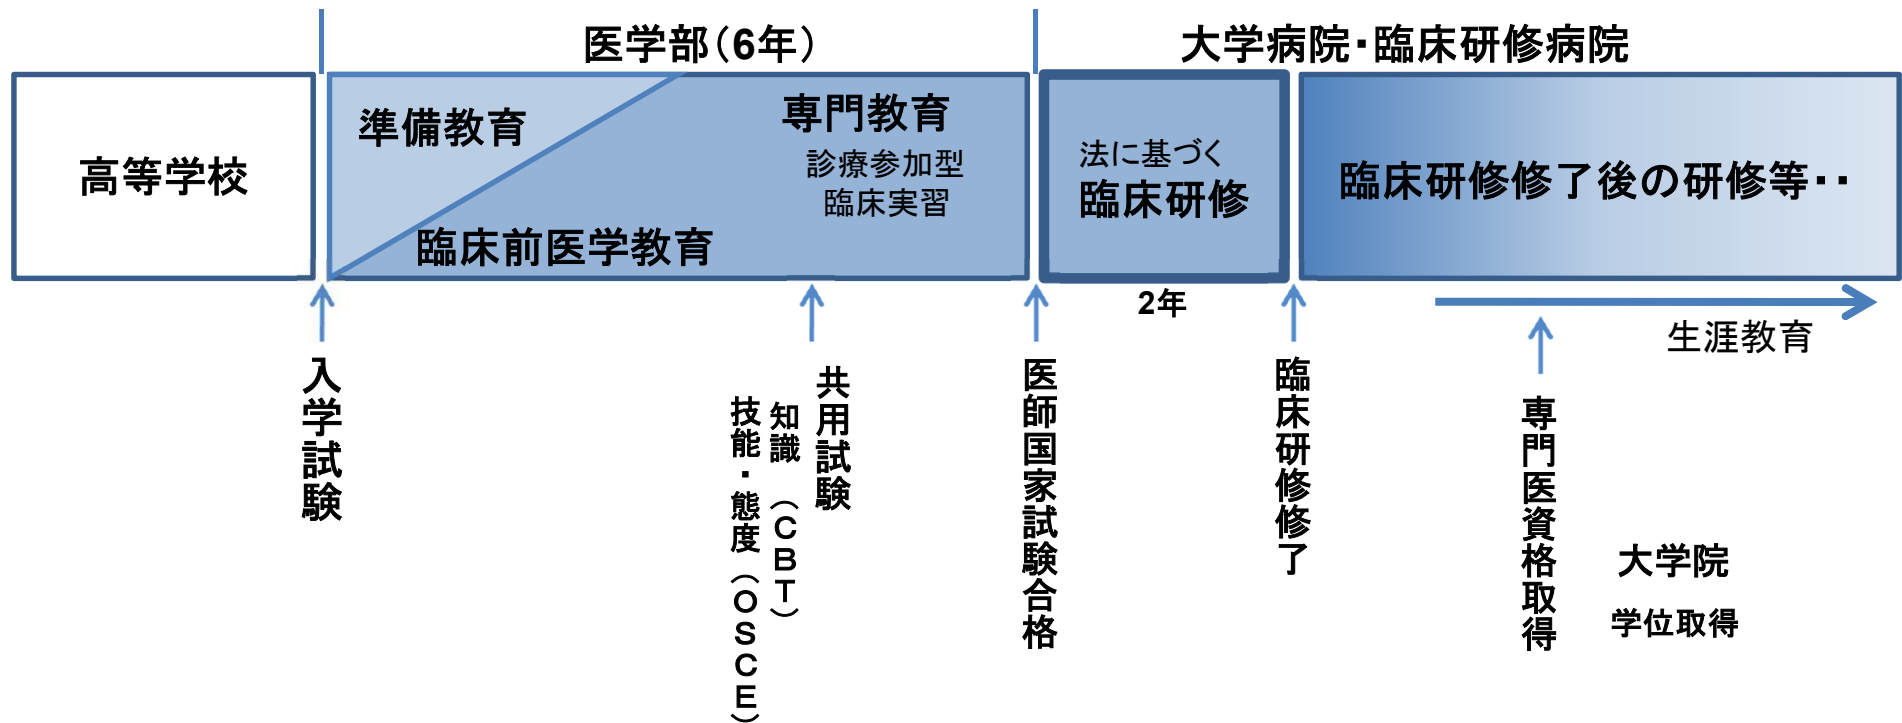 医学部（6年）
大学病院・臨床研修病院
高等学校
準備教育
臨床前医学教育
専門教育
診療参加型
臨床実習
法に基づく
臨床研修
臨床研修修了後の研修等・・
2年
生涯教育
入学試験
共用試験
知識　（ＣＢＴ）
技能・態度（ＯＳＣＥ）
医師国家試験合格
臨床研修修了
専門医資格取得
大学院
学位取得